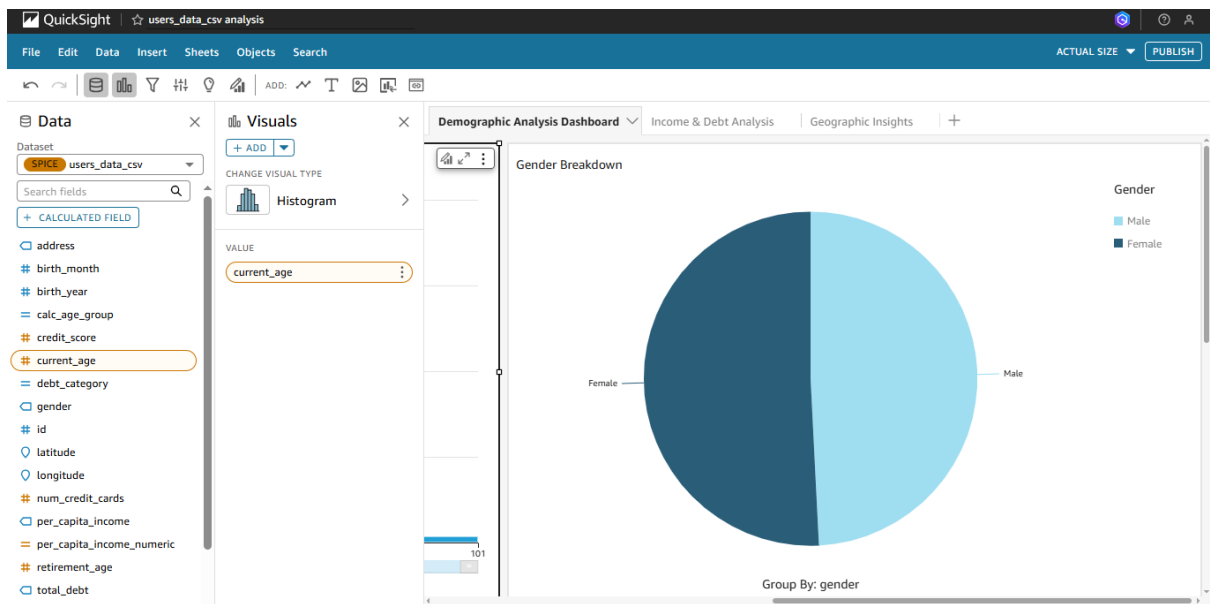 QuickSight users_data_csv analysis
File Edit Data Insert Sheets Objects Search ACTUAL SIZE PUBLISH
ADD:
Data
Dataset
SPICE users_data_csv
Search fields
+ CALCULATED FIELD
address
birth_month
birth_year
calc_age_group
credit_score
current_age
debt_category
gender
id
latitude
longitude
num_credit_cards
per_capita_income
per_capita_income_numeric
retirement_age
total_debt
Visuals
+ ADD
CHANGE VISUAL TYPE
Histogram
VALUE
current_age
Demographic Analysis Dashboard Income & Debt Analysis Geographic Insights
101
Gender Breakdown
Gender
Male
Female
Female
Male
Group By: gender